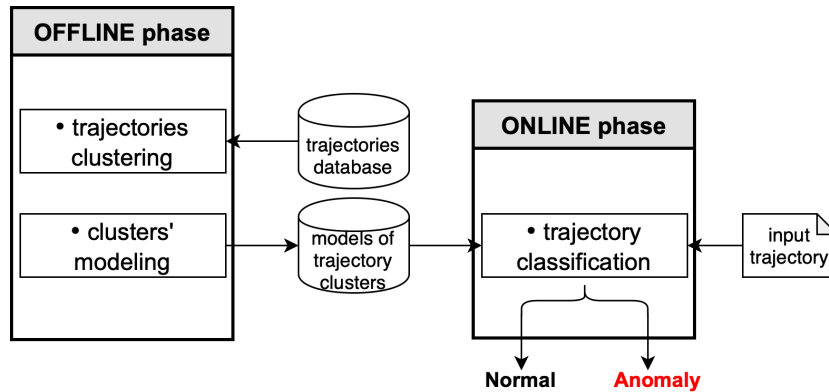 OFFLINE phase
• trajectories
clustering
• clusters'
modeling
trajectories
database
models of
trajectory
clusters
ONLINE phase
• trajectory
classification
input
trajectory
Normal
Anomaly